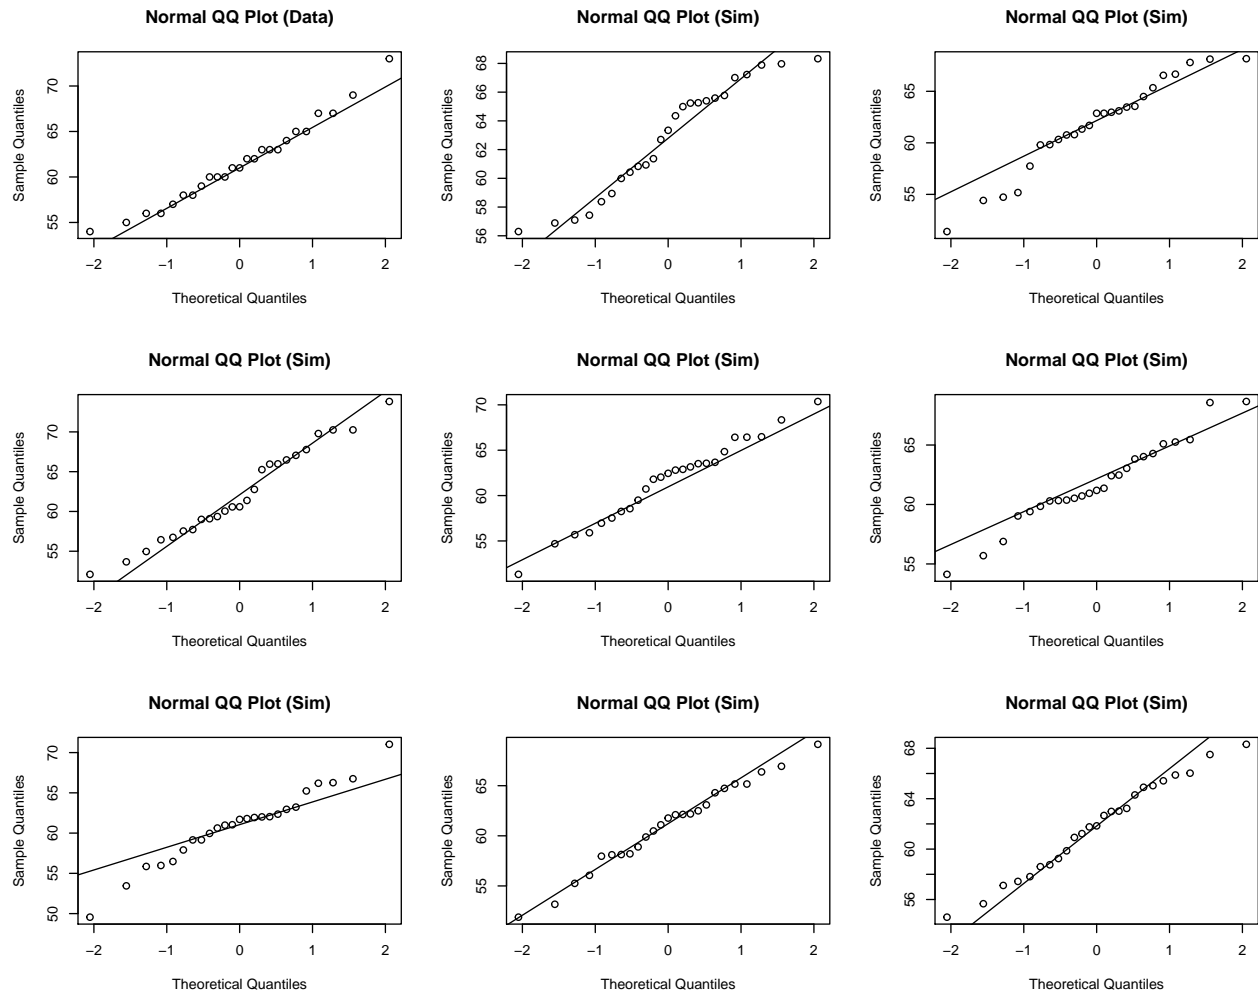 Normal QQ Plot (Data)
Sample Quantiles
70
65
60
55
−2 −1 0 1 2
Theoretical Quantiles
Normal QQ Plot (Sim)
Sample Quantiles
68
66
64
62
60
58
56
−2 −1 0 1 2
Theoretical Quantiles
Normal QQ Plot (Sim)
Sample Quantiles
65
60
55
−2 −1 0 1 2
Theoretical Quantiles
Normal QQ Plot (Sim)
Sample Quantiles
70
65
60
55
−2 −1 0 1 2
Theoretical Quantiles
Normal QQ Plot (Sim)
Sample Quantiles
70
65
60
55
−2 −1 0 1 2
Theoretical Quantiles
Normal QQ Plot (Sim)
Sample Quantiles
65
60
55
−2 −1 0 1 2
Theoretical Quantiles
Normal QQ Plot (Sim)
Sample Quantiles
70
65
60
55
50
−2 −1 0 1 2
Theoretical Quantiles
Normal QQ Plot (Sim)
Sample Quantiles
65
60
55
−2 −1 0 1 2
Theoretical Quantiles
Normal QQ Plot (Sim)
Sample Quantiles
68
64
60
56
−2 −1 0 1 2
Theoretical Quantiles